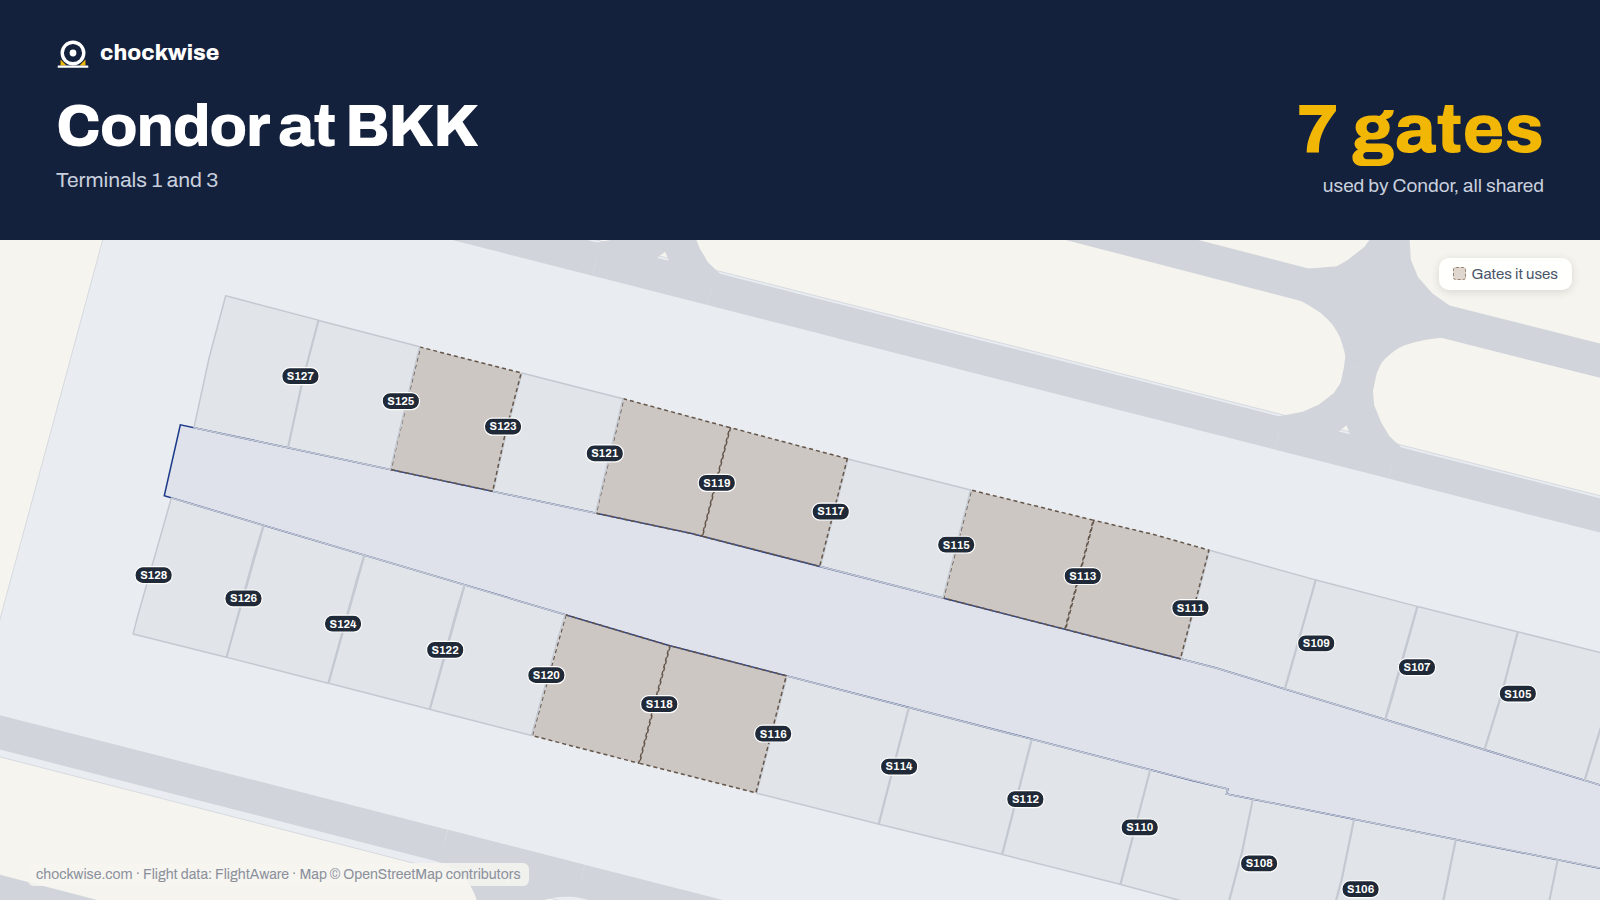 chockwise
Condor at BKK
Terminals 1 and 3
7 gates
used by Condor, all shared
Gates it uses
S127
S125
S123
S121
S119
S117
S115
S113
S111
S109
S107
S105
S128
S126
S124
S122
S120
S118
S116
S114
S112
S110
S108
S106
chockwise.com · Flight data: FlightAware · Map © OpenStreetMap contributors